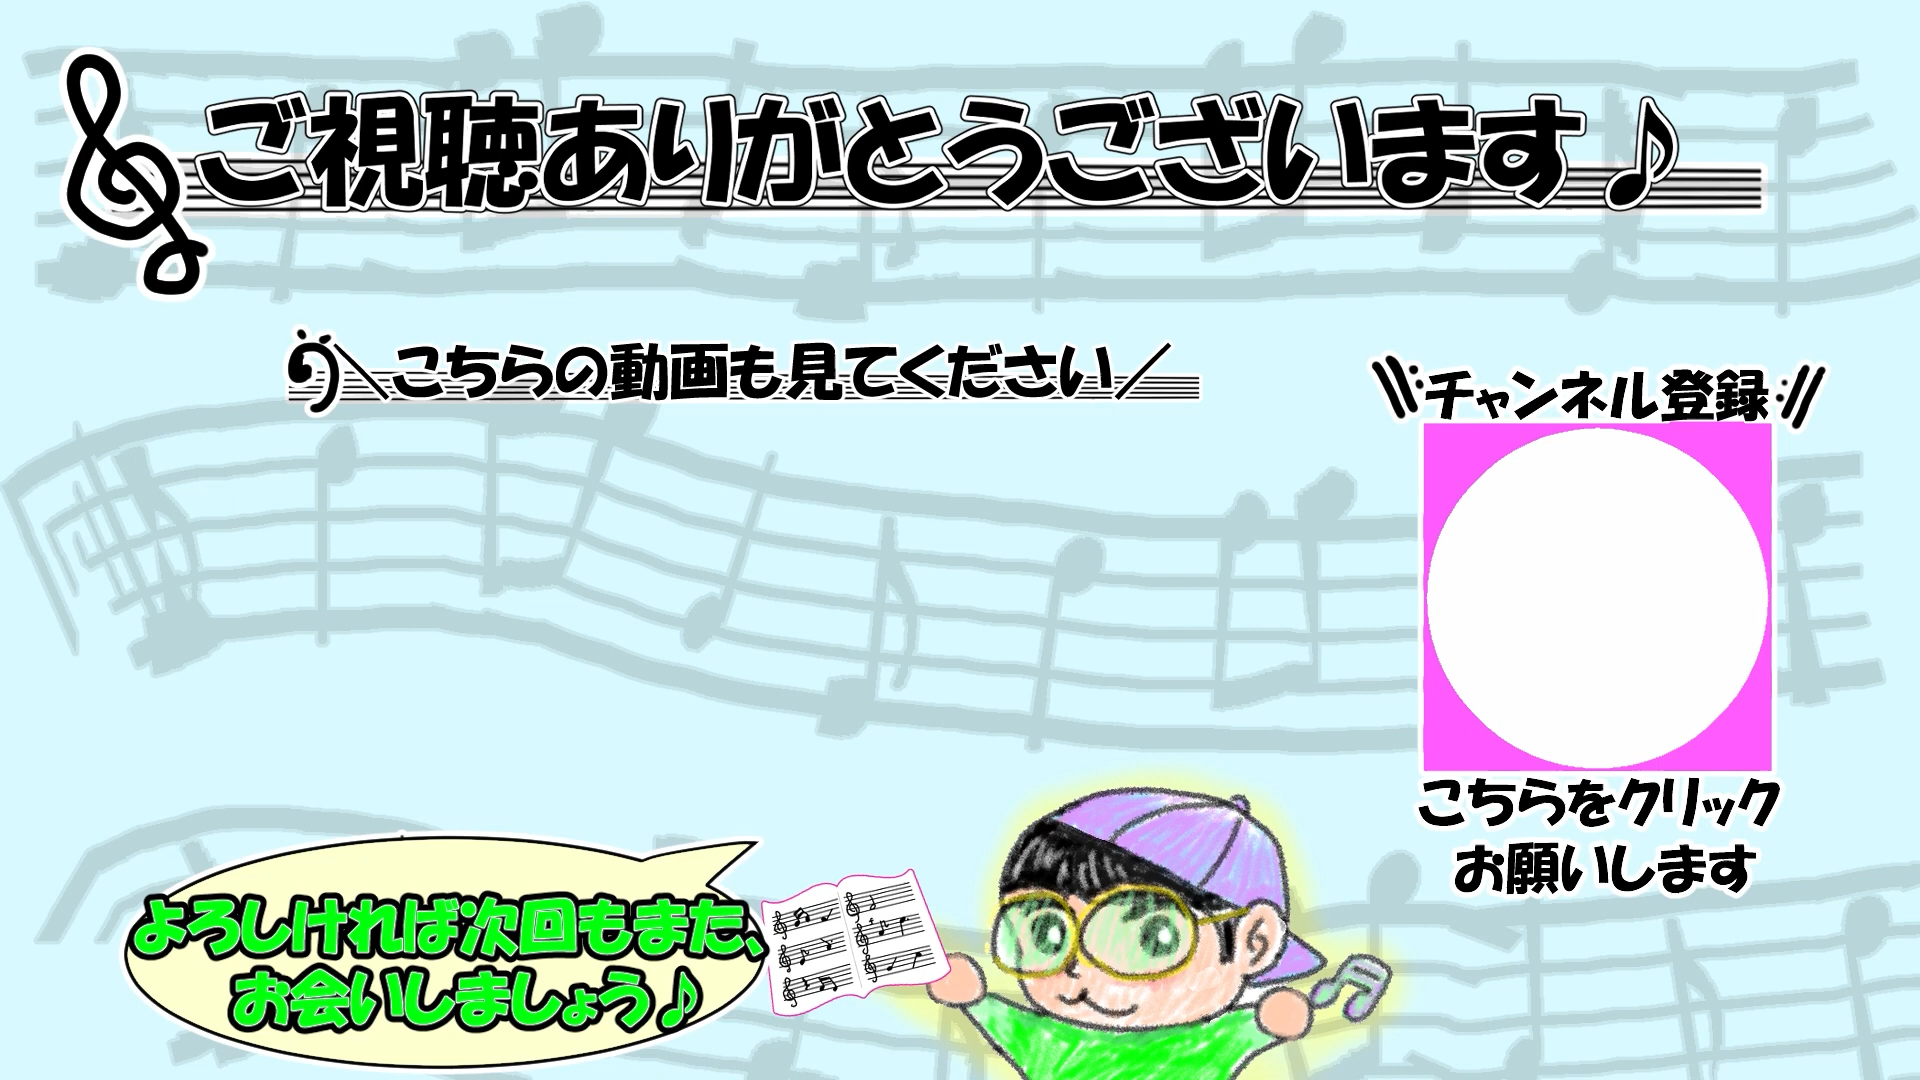 ご視聴ありがとうございます♪
＼こちらの動画も見てください／
チャンネル登録
こちらをクリック
お願いします
よろしければ次回もまた、
お会いしましょう♪